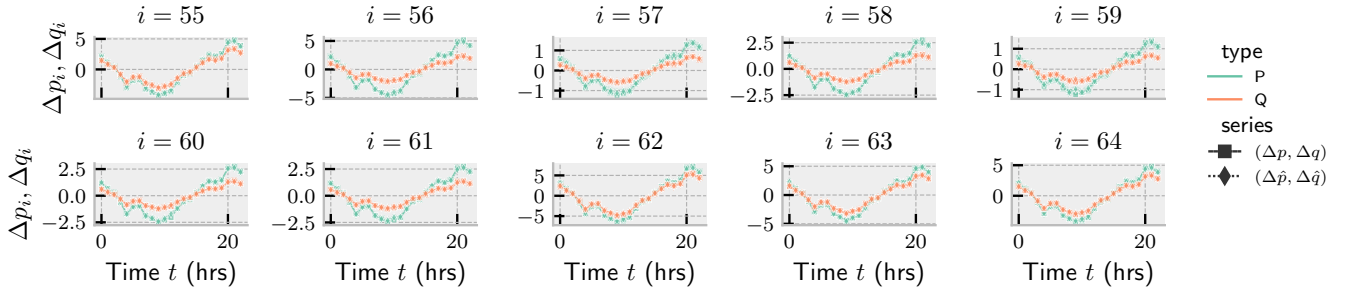 i = 55
i = 56
i = 57
i = 58
i = 59
Δp_i, Δq_i
5
0
5
0
−5
1
0
−1
2.5
0.0
−2.5
1
0
−1
type
P
Q
series
(Δp, Δq)
(Δp̂, Δq̂)
i = 60
i = 61
i = 62
i = 63
i = 64
Δp_i, Δq_i
2.5
0.0
−2.5
2.5
0.0
−2.5
5
0
−5
5
0
−5
5
0
0 20
0 20
0 20
0 20
0 20
Time t (hrs)
Time t (hrs)
Time t (hrs)
Time t (hrs)
Time t (hrs)